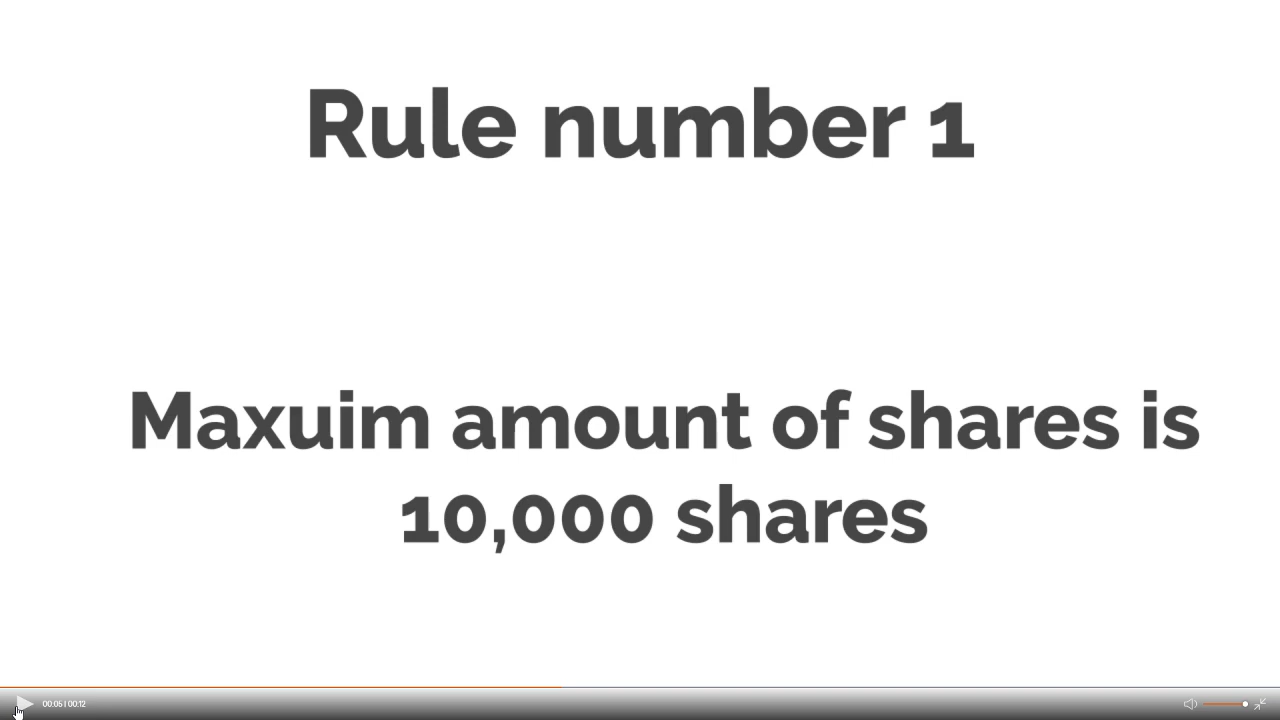 Rule number 1
Maxuim amount of shares is
10,000 shares
00:05 | 00:12